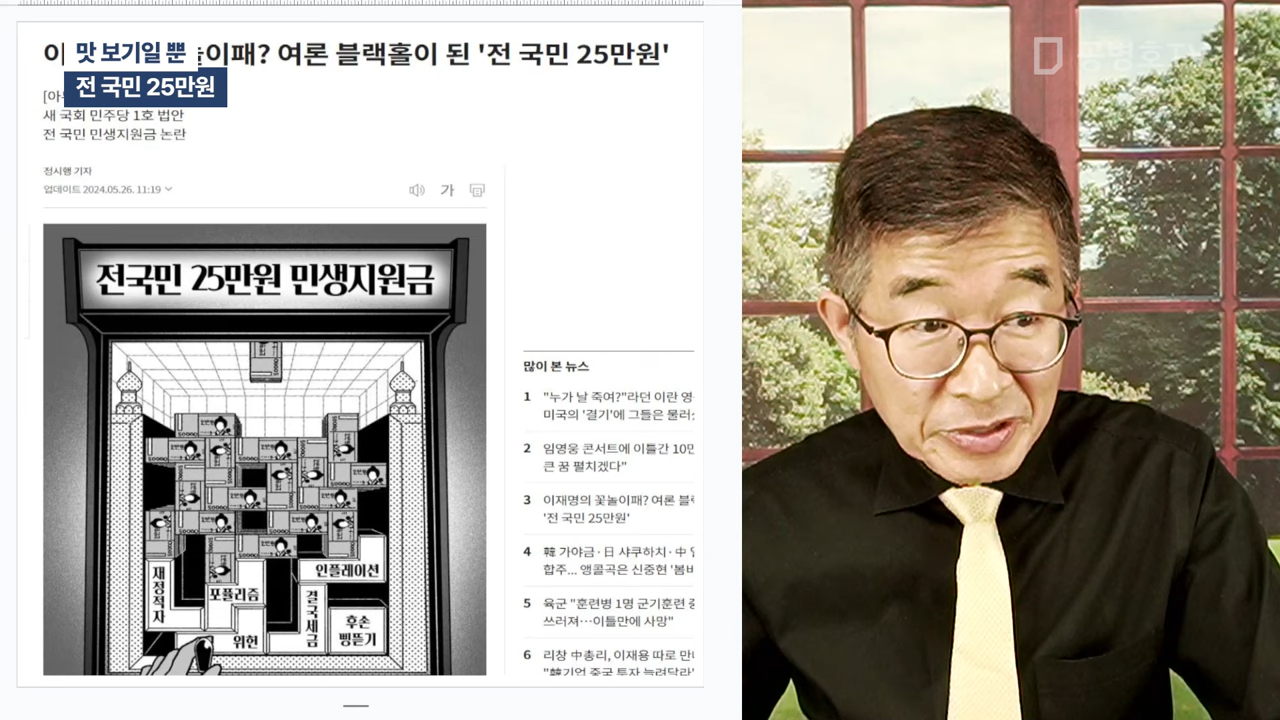 이 맛 보기일 뿐 놀이패? 여론 블랙홀이 된 '전 국민 25만원'
전 국민 25만원
[아
새 국회 민주당 1호 법안
전 국민 민생지원금 논란
정시행 기자
업데이트 2024.05.26. 11:19
가
전국민 25만원 민생지원금
재정적자
포퓰리즘
위헌
결국세금
인플레이션
후손
삥뜯기
많이 본 뉴스
1 "누가 날 죽여?"라던 이란 영
미국의 '결기'에 그들은 물러
2 임영웅 콘서트에 이틀간 10만
큰 꿈 펼치겠다"
3 이재명의 꽃놀이패? 여론 블
'전 국민 25만원'
4 韓 가야금·日 샤쿠하치·中
합주... 앵콜곡은 신중현 '봄비
5 육군 "훈련병 1명 군기훈련 중
쓰러져…이틀만에 사망"
6 리창 中총리, 이재용 따로 만
"韓기업 중국 투자 늘려달라"
공병호TV